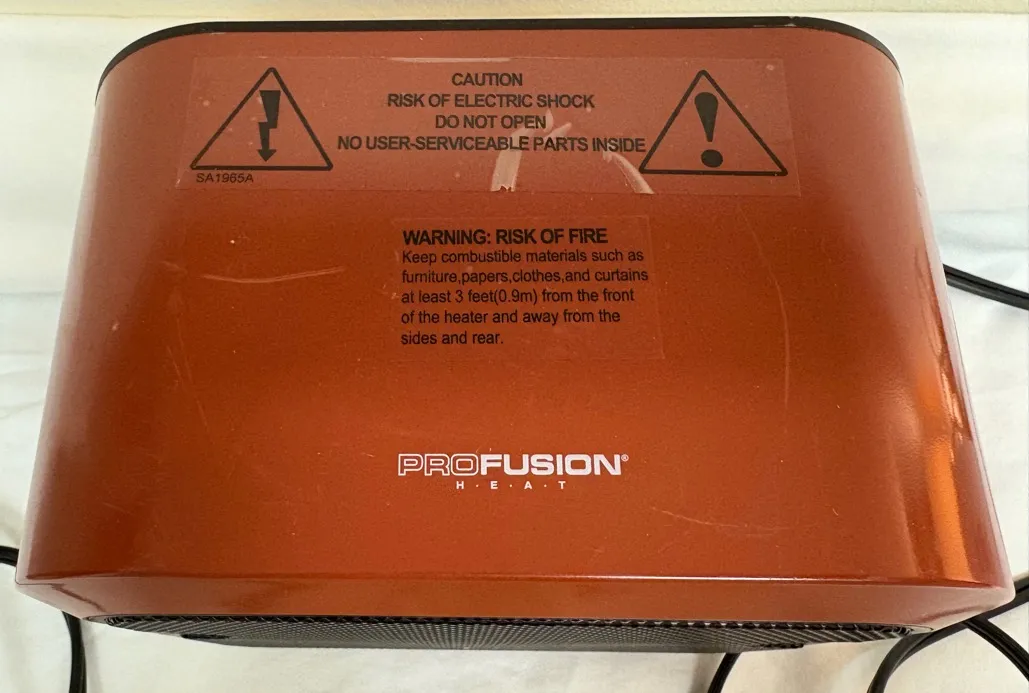 CAUTION
RISK OF ELECTRIC SHOCK
DO NOT OPEN
NO USER-SERVICEABLE PARTS INSIDE
SA1965A
WARNING: RISK OF FIRE
Keep combustible materials such as
furniture,papers,clothes,and curtains
at least 3 feet(0.9m) from the front
of the heater and away from the
sides and rear.
PROFUSION®
H·E·A·T